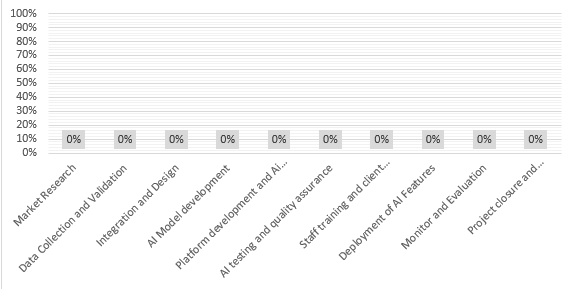 100%
90%
80%
70%
60%
50%
40%
30%
20%
10%
0%
0% 0% 0% 0% 0% 0% 0% 0% 0% 0%
Market Research
Data Collection and Validation
Integration and Design
AI Model development
Platform development and Ai...
AI testing and quality assurance
Staff training and client...
Deployment of AI Features
Monitor and Evaluation
Project closure and...